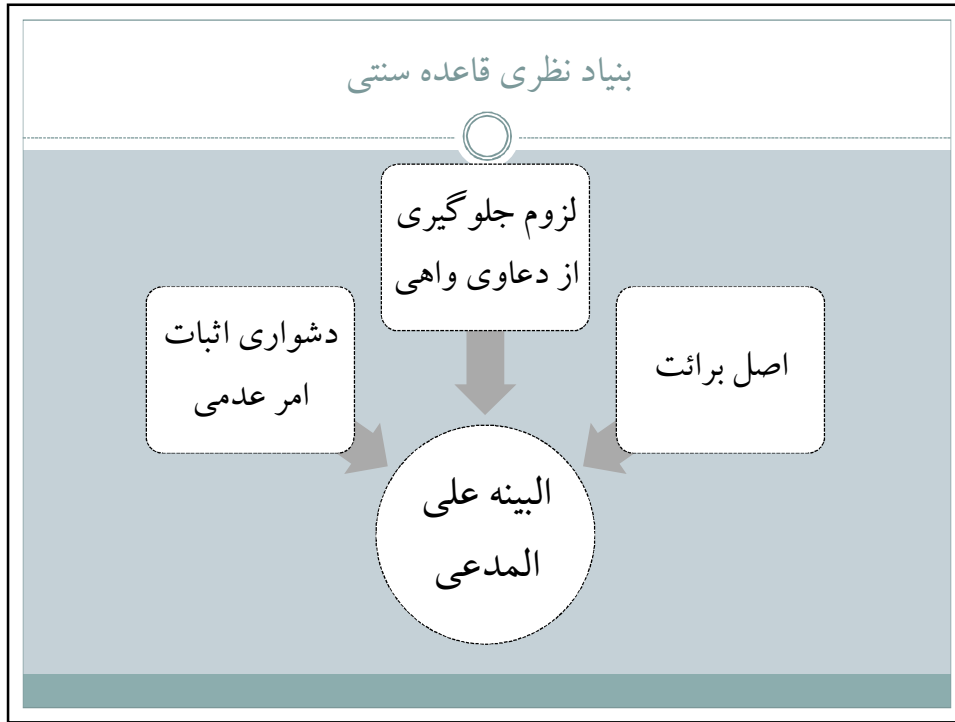 بنیاد نظری قاعده سنتی
لزوم جلوگیری
از دعاوی واهی
اصل برائت
دشواری اثبات
امر عدمی
البینه علی
المدعی